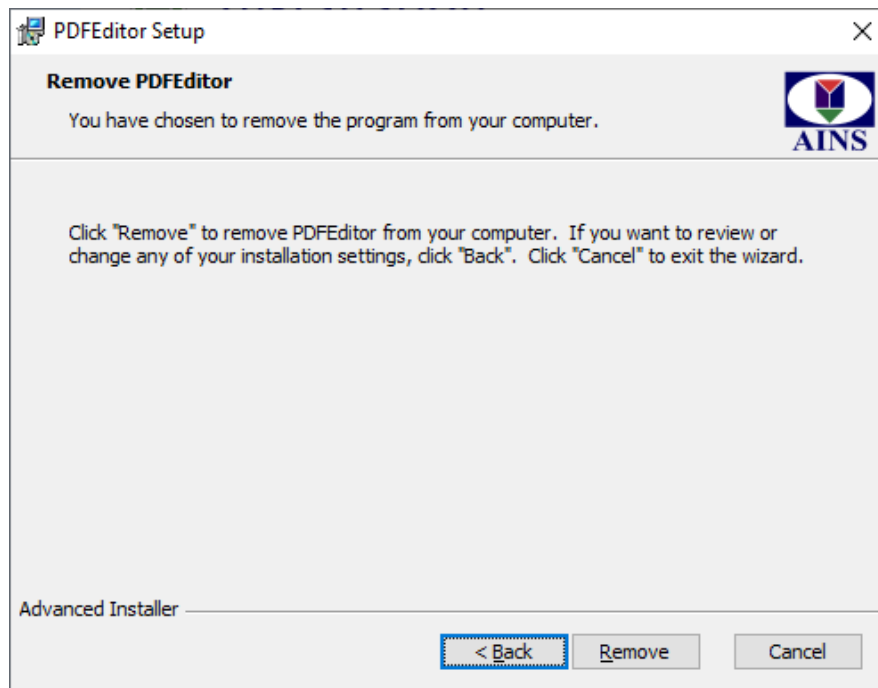 PDFEditor Setup
Remove PDFEditor
You have chosen to remove the program from your computer.
AINS
Click "Remove" to remove PDFEditor from your computer.  If you want to review or
change any of your installation settings, click "Back".  Click "Cancel" to exit the wizard.
Advanced Installer
< Back
Remove
Cancel